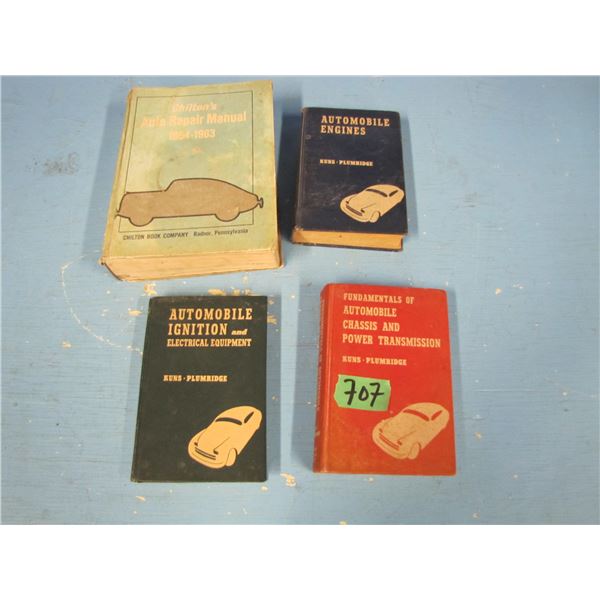 Chilton's
Auto Repair Manual
1954-1963
CHILTON BOOK COMPANY Radnor, Pennsylvania
AUTOMOBILE
ENGINES
KUNS · PLUMRIDGE
AUTOMOBILE
IGNITION and
ELECTRICAL EQUIPMENT
KUNS · PLUMRIDGE
FUNDAMENTALS OF
AUTOMOBILE
CHASSIS AND
POWER TRANSMISSION
KUNS · PLUMRIDGE
707